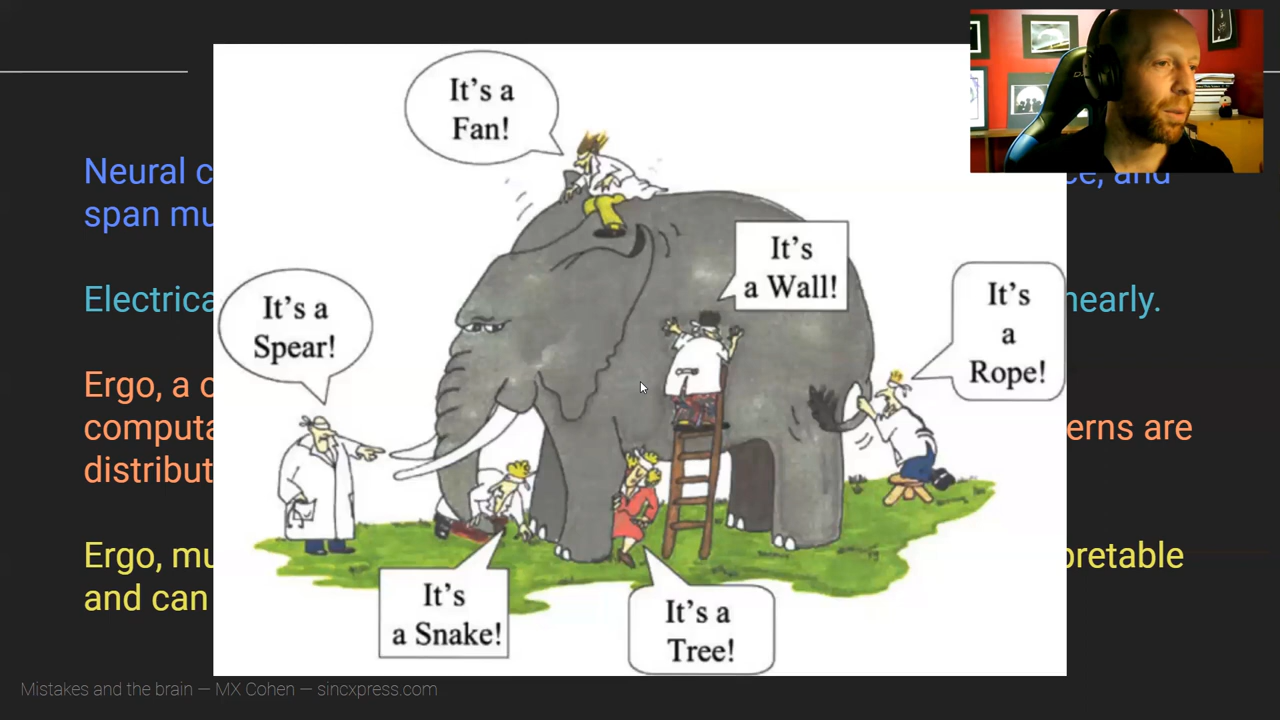 It's a
Fan!
Neural c
ce, and
span mu
It's
a Wall!
Electrica
nearly.
It's a
Spear!
It's
a
Rope!
Ergo, a c
computa
erns are
distribut
Ergo, mu
pretable
and can
It's
a Snake!
It's a
Tree!
Mistakes and the brain — MX Cohen — sincxpress.com